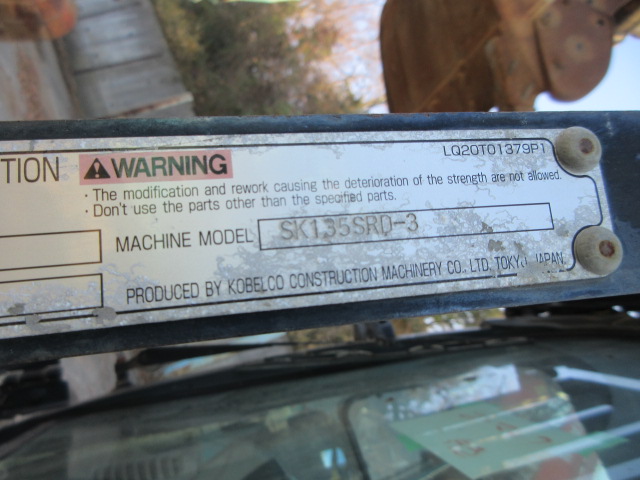 TION WARNING LQ20T01379P1
· The modification and rework causing the deterioration of the strength are not allowed.
· Don't use the parts other than the specified parts.
MACHINE MODEL SK135SRD-3
PRODUCED BY KOBELCO CONSTRUCTION MACHINERY CO. LTD. TOKYO JAPAN.